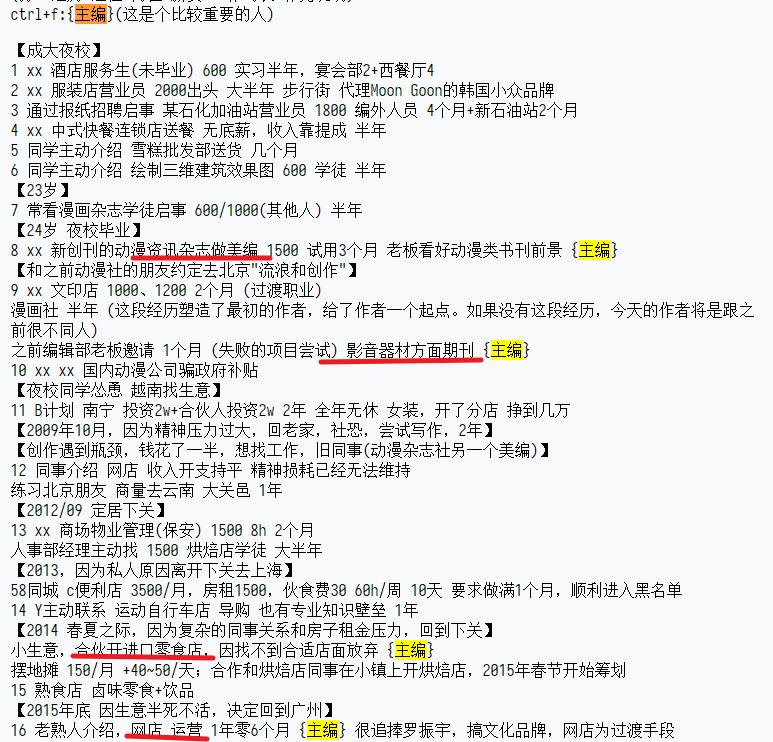 ctrl+f:{主编}(这是个比较重要的人)
【成大夜校】
1 xx 酒店服务生(未毕业) 600 实习半年，宴会部2+西餐厅4
2 xx 服装店营业员 2000出头 大半年 步行街 代理Moon Goon的韩国小众品牌
3 通过报纸招聘启事 某石化加油站营业员 1800 编外人员 4个月+新石油站2个月
4 xx 中式快餐连锁店送餐 无底薪，收入靠提成 半年
5 同学主动介绍 雪糕批发部送货 几个月
6 同学主动介绍 绘制三维建筑效果图 600 学徒 半年
【23岁】
7 常看漫画杂志学徒启事 600/1000(其他人) 半年
【24岁 夜校毕业】
8 xx 新创刊的动漫资讯杂志做美编 1500 试用3个月 老板看好动漫类书刊前景 {主编}
【和之前动漫社的朋友约定去北京"流浪和创作"】
9 xx 文印店 1000、1200 2个月 (过渡职业)
漫画社 半年 (这段经历塑造了最初的作者，给了作者一个起点。如果没有这段经历，今天的作者将是跟之
前很不同人)
之前编辑部老板邀请 1个月 (失败的项目尝试) 影音器材方面期刊 {主编}
10 xx xx 国内动漫公司骗政府补贴
【夜校同学怂恿 越南找生意】
11 B计划 南宁 投资2w+合伙人投资2w 2年 全年无休 女装，开了分店 挣到几万
【2009年10月，因为精神压力过大，回老家，社恐，尝试写作，2年】
【创作遇到瓶颈，钱花了一半，想找工作，旧同事(动漫杂志社另一个美编)】
12 同事介绍 网店 收入开支持平 精神损耗已经无法维持
练习北京朋友 商量去云南 大关邑 1年
【2012/09 定居下关】
13 xx 商场物业管理(保安) 1500 8h 2个月
人事部经理主动找 1500 烘焙店学徒 大半年
【2013，因为私人原因离开下关去上海】
58同城 c便利店 3500/月，房租1500，伙食费30 60h/周 10天 要求做满1个月，顺利进入黑名单
14 Y主动联系 运动自行车店 导购 也有专业知识壁垒 1年
【2014 春夏之际，因为复杂的同事关系和房子租金压力，回到下关】
小生意，合伙开进口零食店，因找不到合适店面放弃 {主编}
摆地摊 150/月 +40~50/天; 合作和烘焙店同事在小镇上开烘焙店，2015年春节开始筹划
15 熟食店 卤味零食+饮品
【2015年底 因生意半死不活，决定回到广州】
16 老熟人介绍，网店 运营 1年零6个月 {主编} 很追捧罗振宇，搞文化品牌，网店为过渡手段